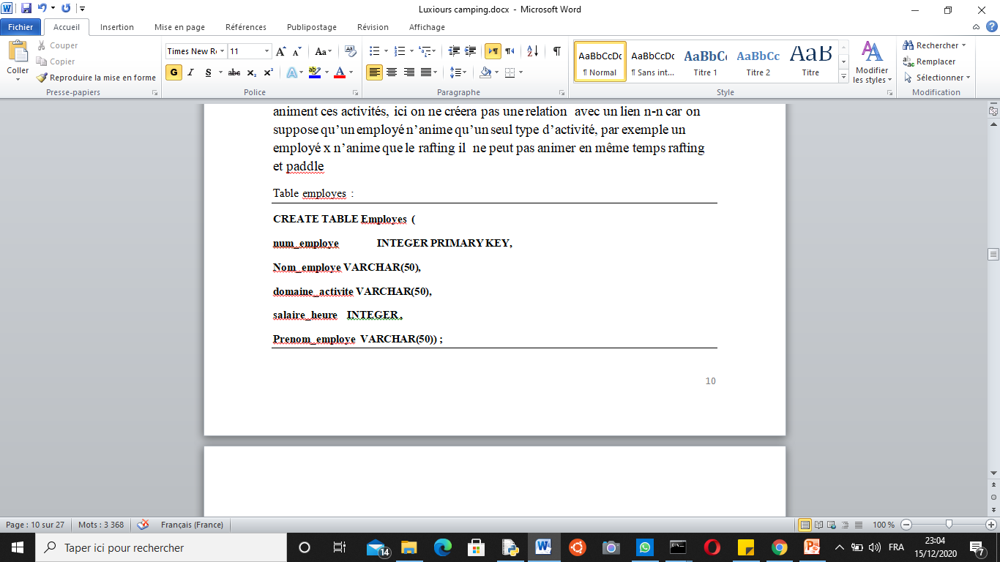 Luxiours camping.docx - Microsoft Word
Fichier Accueil Insertion Mise en page Références Publipostage Révision Affichage
Coller
Couper
Copier
Reproduire la mise en forme
Presse-papiers
Times New R 11
G I S abc x₂ x²
Police
Paragraphe
AaBbCcDc AaBbCcDc AaBbC AaBbCc AaB
¶ Normal ¶ Sans int... Titre 1 Titre 2 Titre
Modifier
les styles
Style
Rechercher
Remplacer
Sélectionner
Modification
animent ces activités, ici on ne créera pas une relation avec un lien n-n car on
suppose qu’un employé n’anime qu’un seul type d’activité, par exemple un
employé x n’anime que le rafting il ne peut pas animer en même temps rafting
et paddle
Table employes :
CREATE TABLE Employes (
num_employe INTEGER PRIMARY KEY,
Nom_employe VARCHAR(50),
domaine_activite VARCHAR(50),
salaire_heure INTEGER ,
Prenom_employe VARCHAR(50)) ;
10
Page : 10 sur 27 Mots : 3 368 Français (France) 100 %
Taper ici pour rechercher
14
FRA
23:04
15/12/2020
7